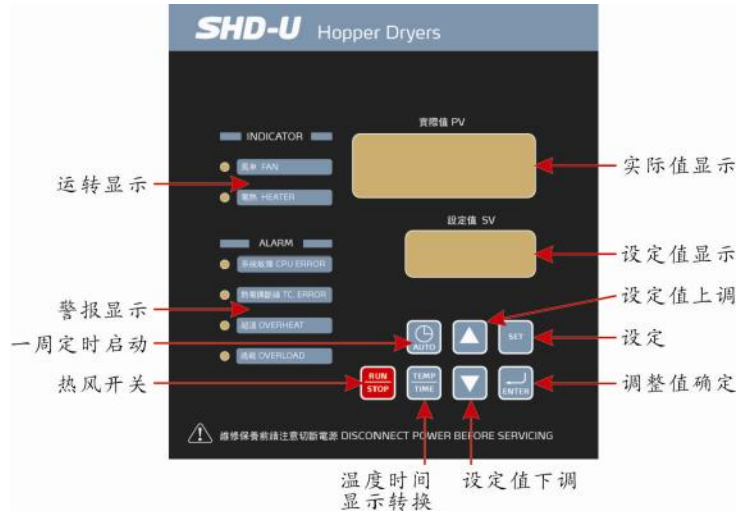 SHD-U Hopper Dryers
實際值 PV
INDICATOR
風車 FAN
实际值显示
运转显示
電熱 HEATER
設定值 SV
ALARM
设定值显示
系統故障 CPU ERROR
熱電偶斷線 TC. ERROR
设定值上调
警报显示
超溫 OVERHEAT
一周定时启动
AUTO
SET
设定
過載 OVERLOAD
热风开关
RUN
STOP
TEMP
TIME
ENTER
调整值确定
維修保養前請注意切斷電源 DISCONNECT POWER BEFORE SERVICING
温度时间
显示转换
设定值下调